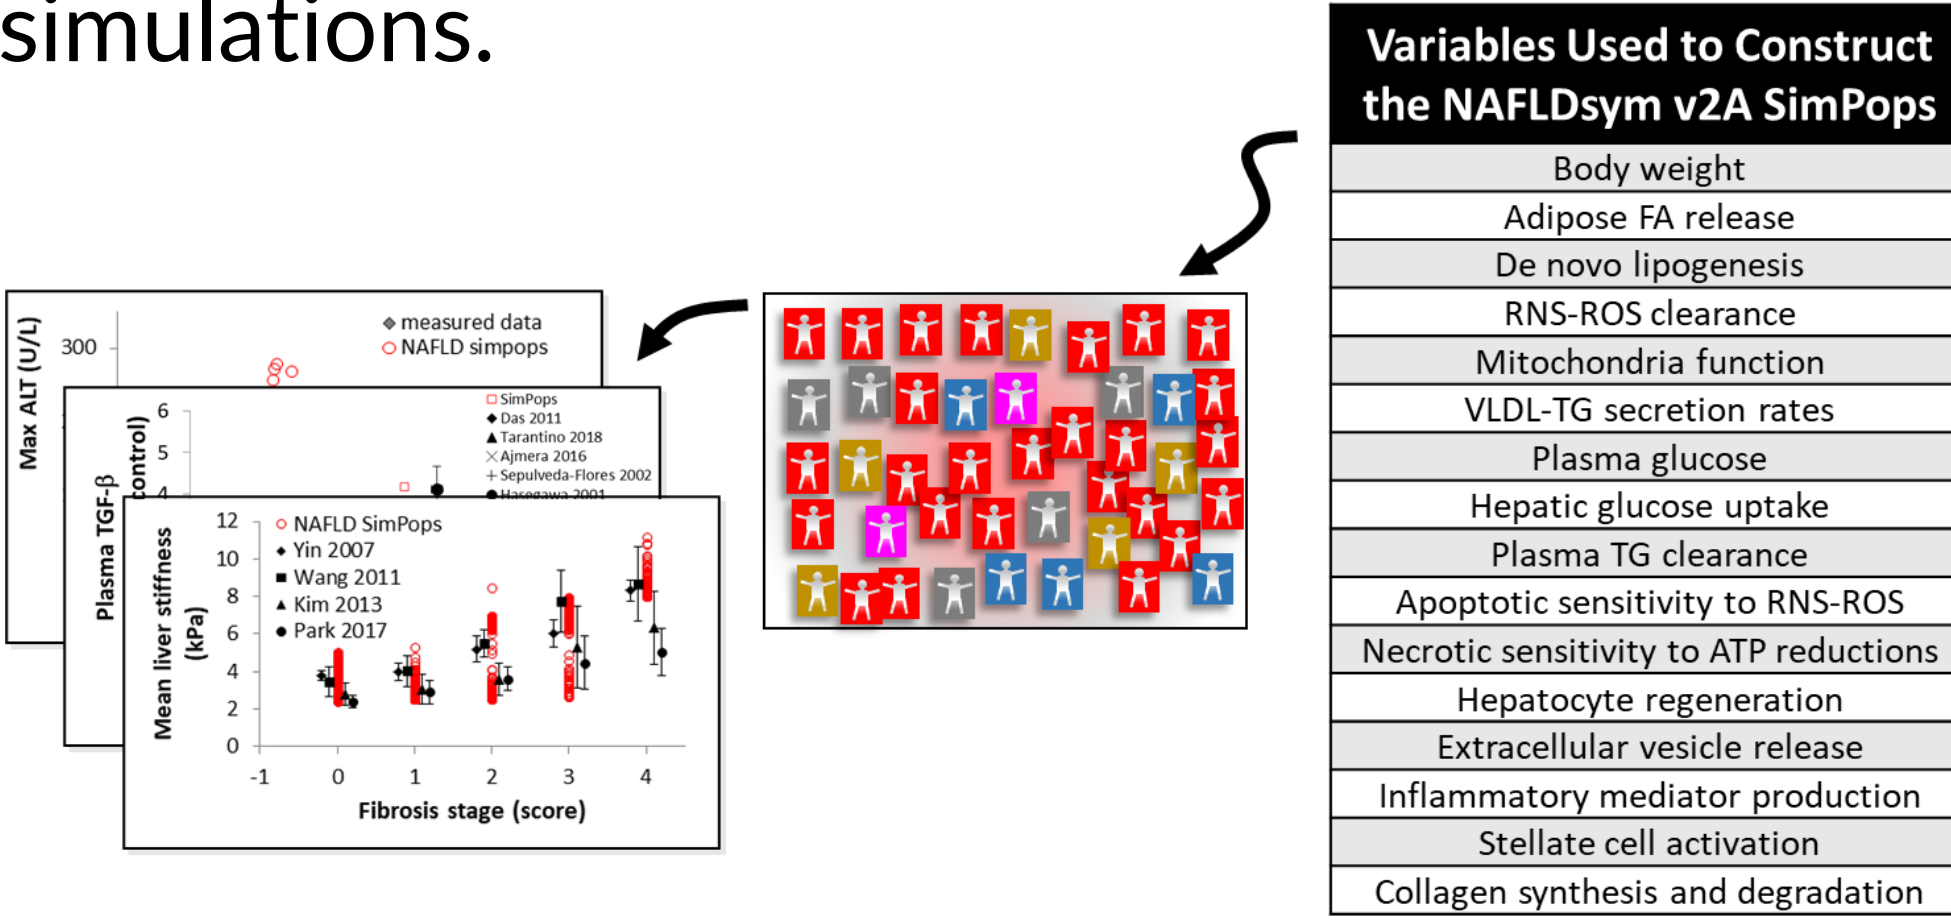 simulations.
Variables Used to Construct
the NAFLDsym v2A SimPops
Body weight
Adipose FA release
De novo lipogenesis
RNS-ROS clearance
Mitochondria function
VLDL-TG secretion rates
Plasma glucose
Hepatic glucose uptake
Plasma TG clearance
Apoptotic sensitivity to RNS-ROS
Necrotic sensitivity to ATP reductions
Hepatocyte regeneration
Extracellular vesicle release
Inflammatory mediator production
Stellate cell activation
Collagen synthesis and degradation
Max ALT (U/L)
300
measured data
NAFLD simpops
Plasma TGF-β
control)
6
5
4
SimPops
Das 2011
Tarantino 2018
Ajmera 2016
Sepulveda-Flores 2002
Hasegawa 2001
Mean liver stiffness
(kPa)
12
10
8
6
4
2
0
NAFLD SimPops
Yin 2007
Wang 2011
Kim 2013
Park 2017
-1 0 1 2 3 4
Fibrosis stage (score)